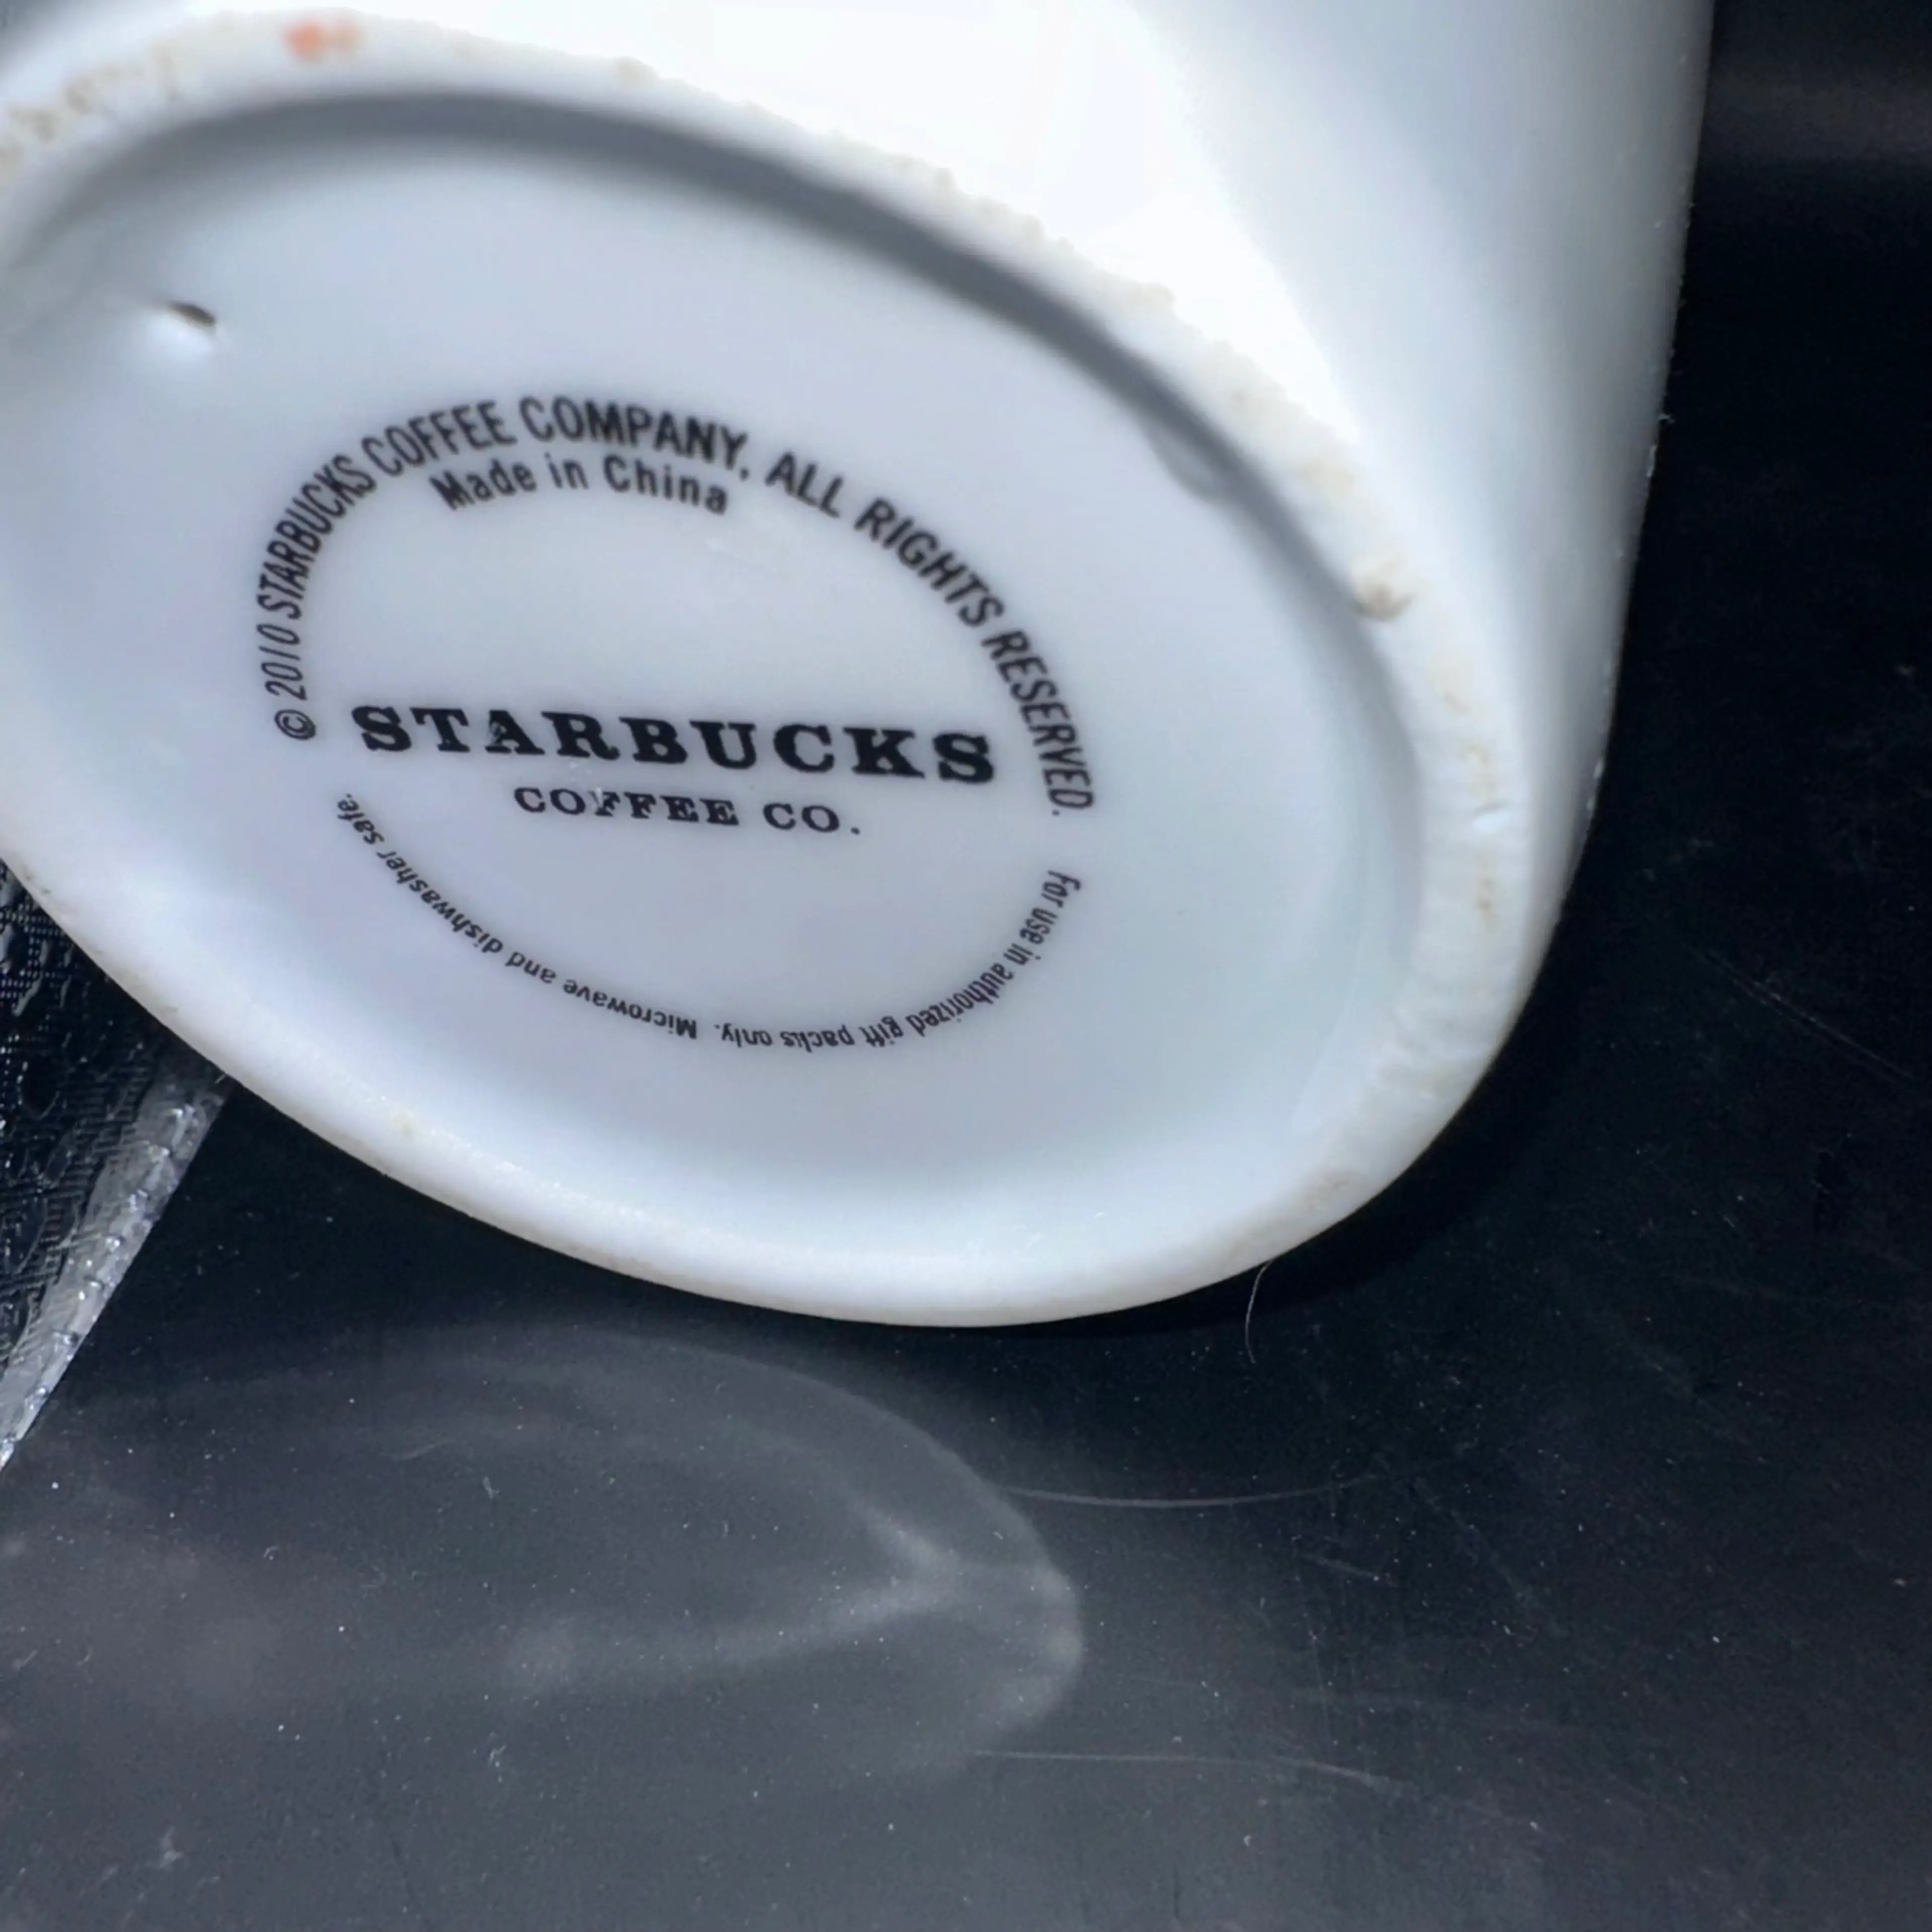 © 2010 STARBUCKS COFFEE COMPANY, ALL RIGHTS RESERVED.
Made in China
STARBUCKS
COFFEE CO.
For use in authorized gift packs only. Microwave and dishwasher safe.